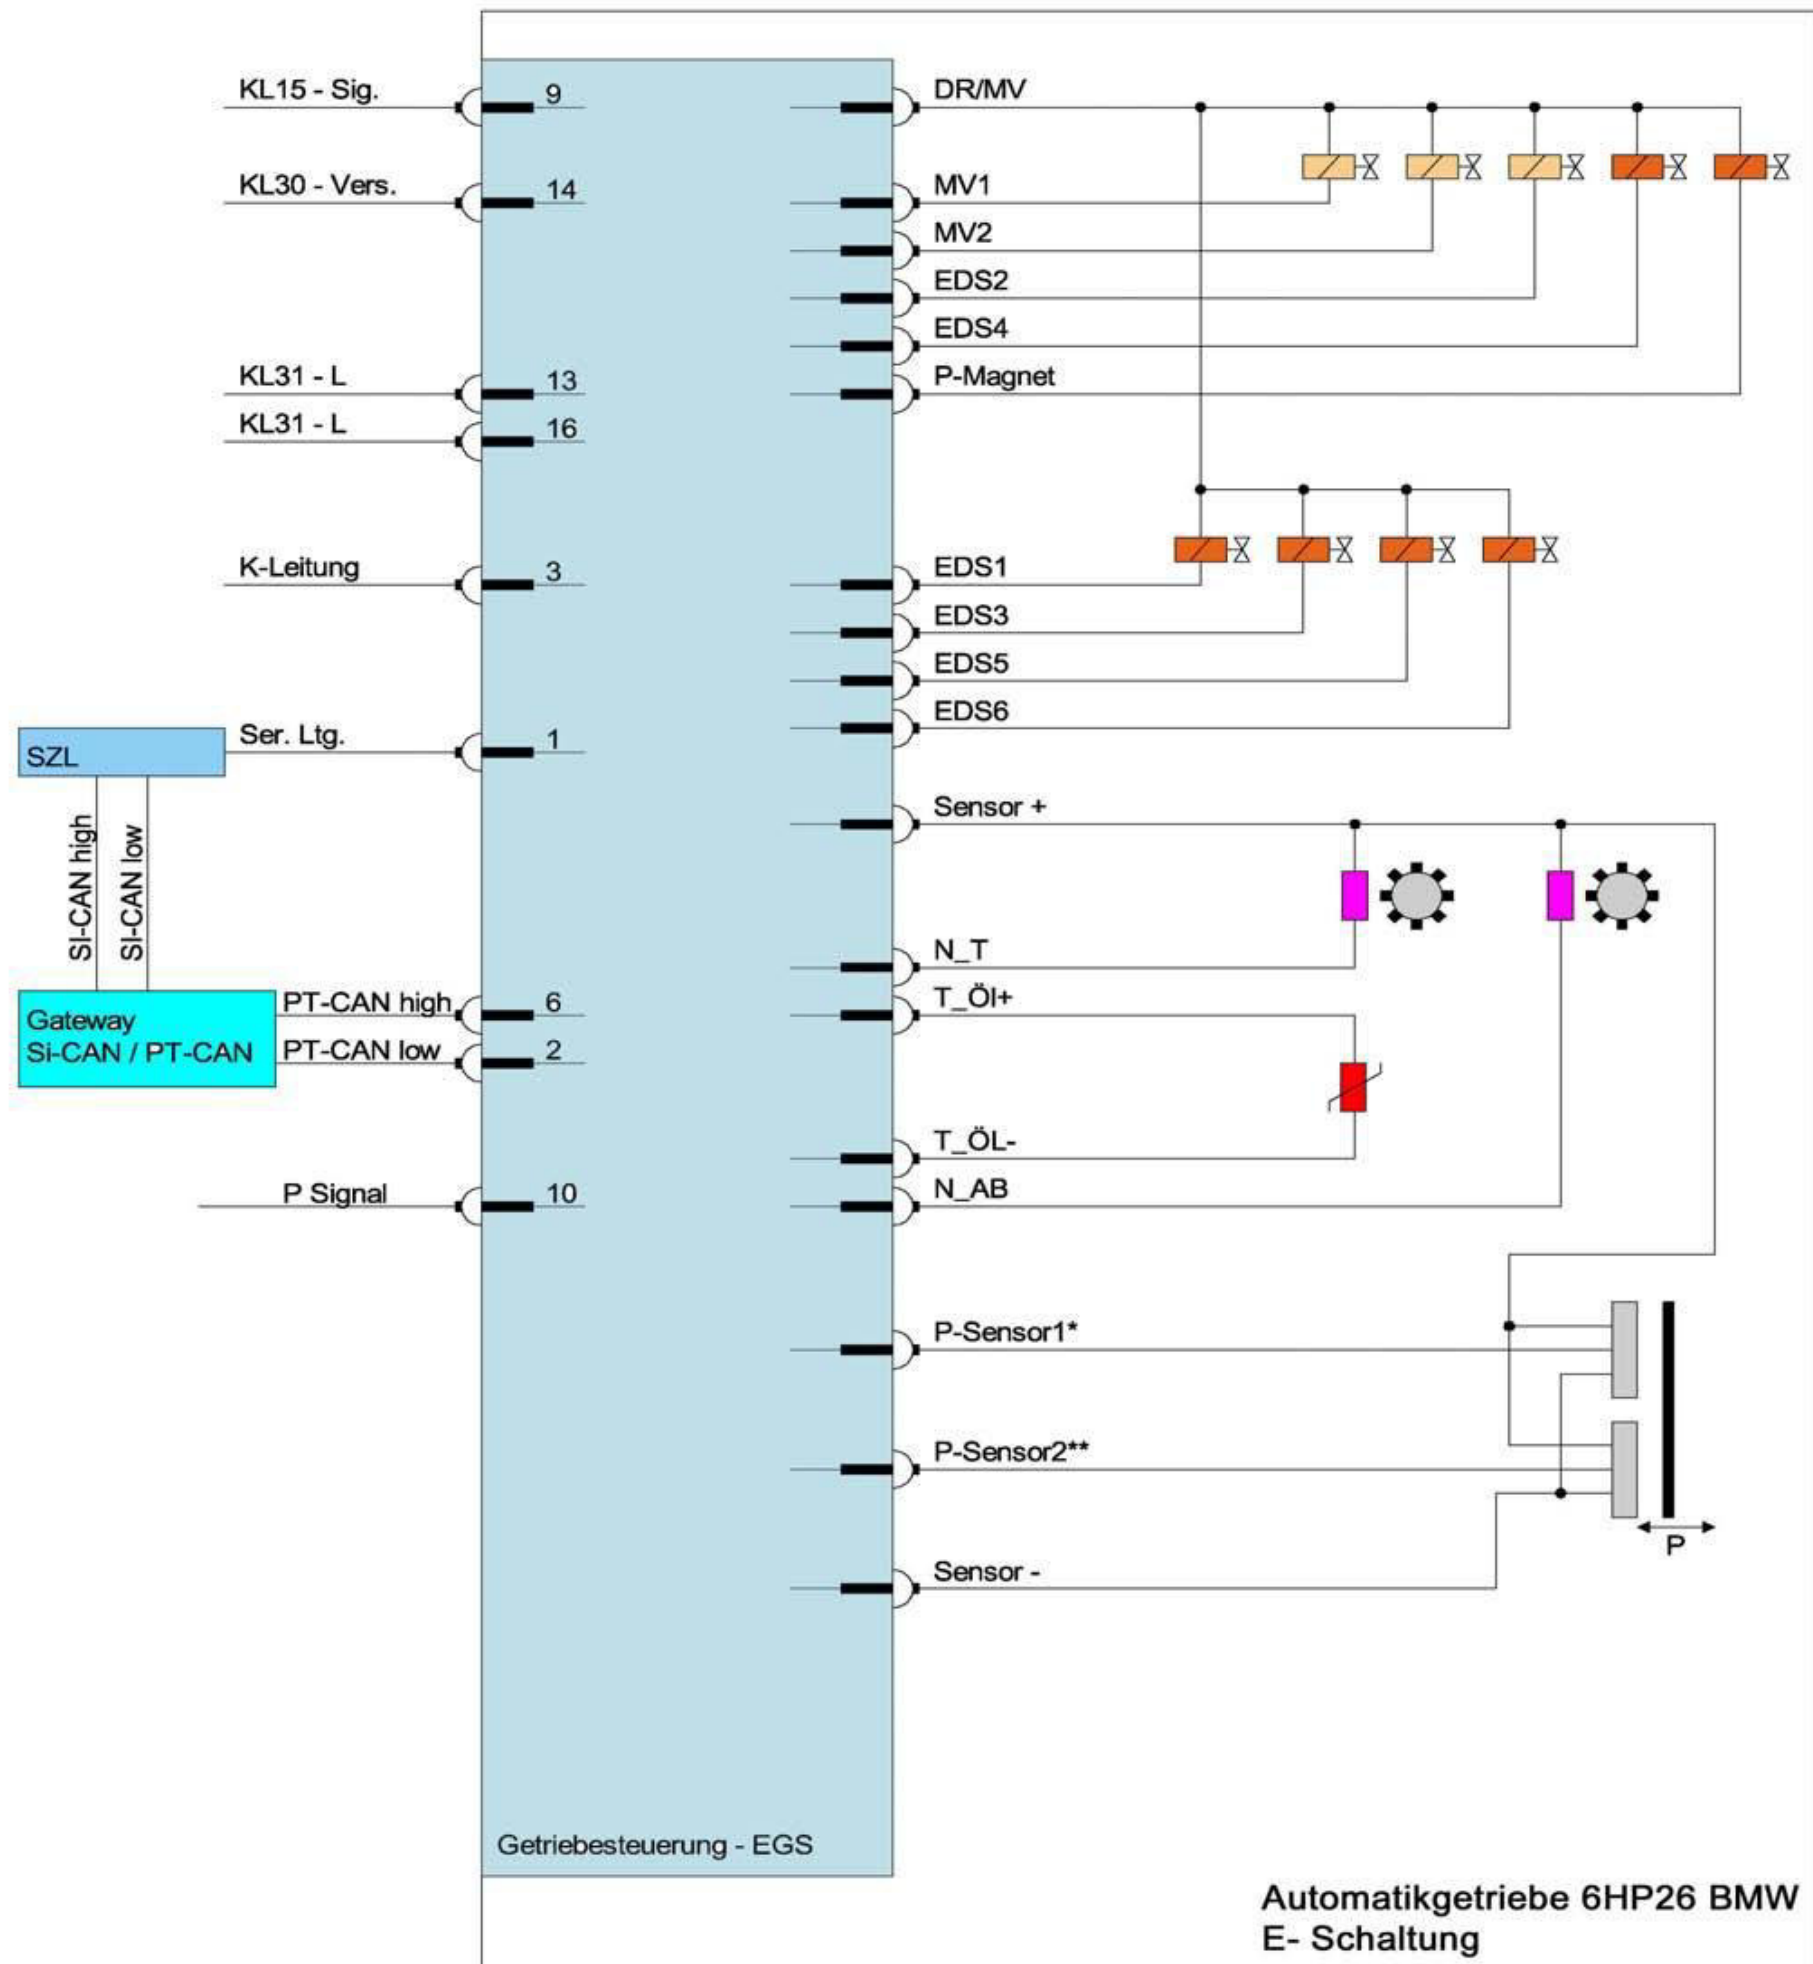 KL15 - Sig.
9
KL30 - Vers.
14
KL31 - L
13
KL31 - L
16
K-Leitung
3
SZL
Ser. Ltg.
1
SI-CAN high
SI-CAN low
Gateway
Si-CAN / PT-CAN
PT-CAN high
6
PT-CAN low
2
P Signal
10
DR/MV
MV1
MV2
EDS2
EDS4
P-Magnet
EDS1
EDS3
EDS5
EDS6
Sensor +
N_T
T_Öl+
T_ÖL-
N_AB
P-Sensor1*
P-Sensor2**
P
Sensor -
Getriebesteuerung - EGS
Automatikgetriebe 6HP26 BMW
E- Schaltung